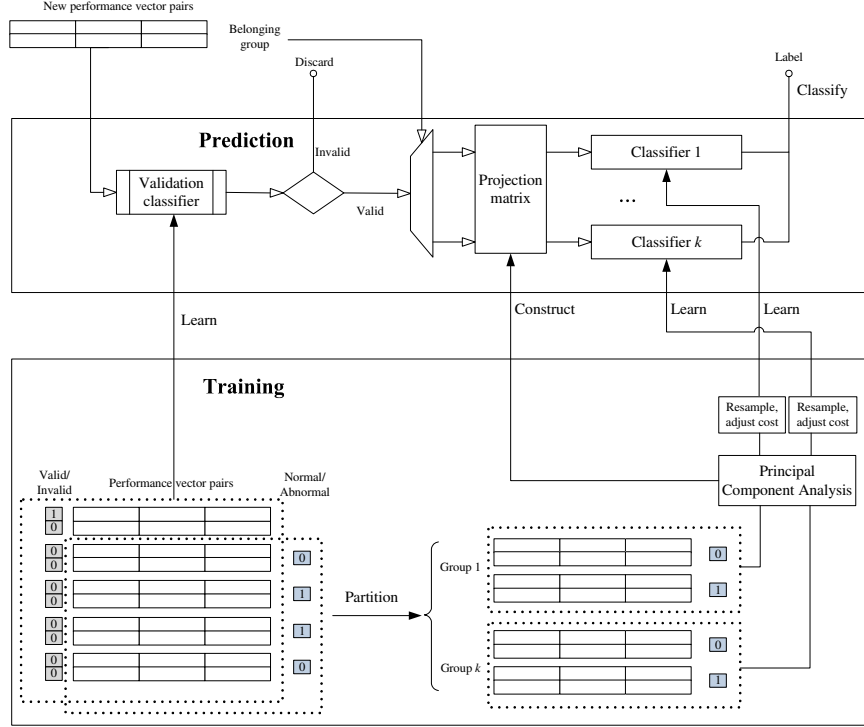 New performance vector pairs
Belonging
group
Discard
Label
Classify
Prediction
Invalid
Validation
classifier
Valid
Projection
matrix
Classifier 1
...
Classifier k
Learn
Construct
Learn
Learn
Training
Resample,
adjust cost
Resample,
adjust cost
Principal
Component Analysis
Valid/
Invalid
Performance vector pairs
Normal/
Abnormal
1
0
0
0
0
0
0
0
0
0
0
1
1
0
Partition
Group 1
0
1
Group k
0
1